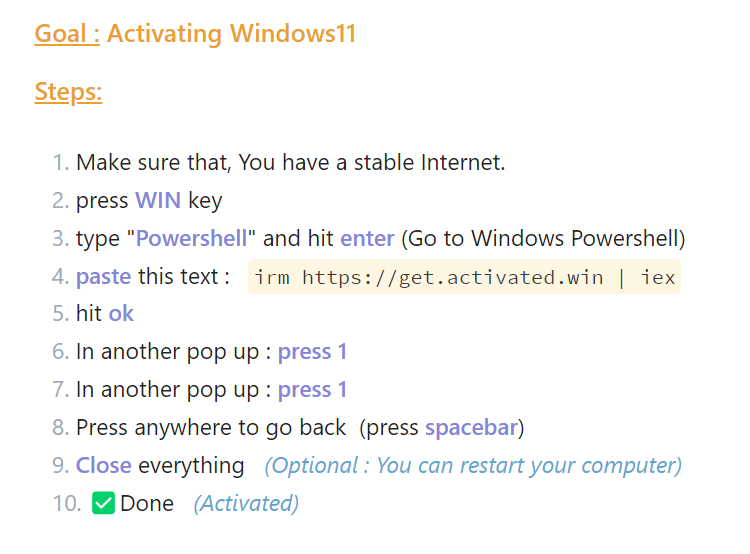 Goal : Activating Windows11
Steps:
1. Make sure that, You have a stable Internet.
2. press WIN key
3. type "Powershell" and hit enter (Go to Windows Powershell)
4. paste this text : irm https://get.activated.win | iex
5. hit ok
6. In another pop up : press 1
7. In another pop up : press 1
8. Press anywhere to go back (press spacebar)
9. Close everything (Optional : You can restart your computer)
10. ✅ Done (Activated)